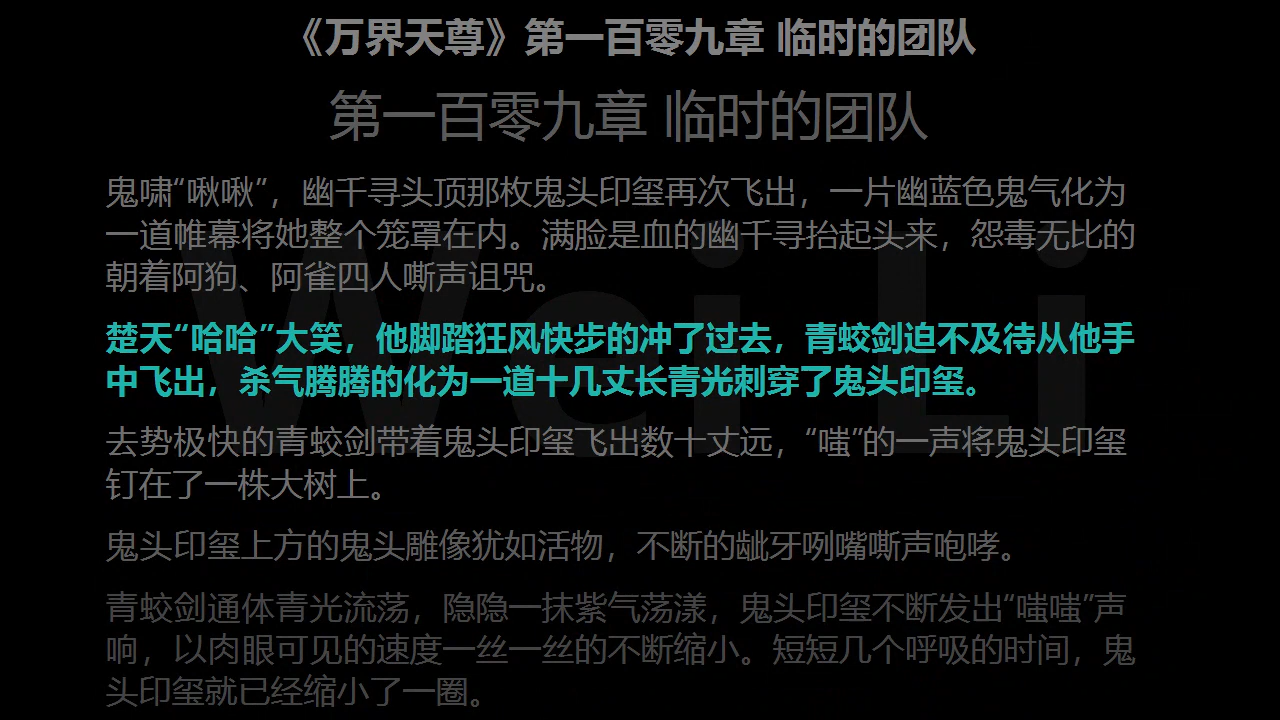 《万界天尊》第一百零九章 临时的团队
第一百零九章 临时的团队
鬼啸“啾啾”，幽千寻头顶那枚鬼头印玺再次飞出，一片幽蓝色鬼气化为
一道帷幕将她整个笼罩在内。满脸是血的幽千寻抬起头来，怨毒无比的
朝着阿狗、阿雀四人嘶声诅咒。
楚天“哈哈”大笑，他脚踏狂风快步的冲了过去，青蛟剑迫不及待从他手
中飞出，杀气腾腾的化为一道十几丈长青光刺穿了鬼头印玺。
去势极快的青蛟剑带着鬼头印玺飞出数十丈远，“嗤”的一声将鬼头印玺
钉在了一株大树上。
鬼头印玺上方的鬼头雕像犹如活物，不断的龇牙咧嘴嘶声咆哮。
青蛟剑通体青光流荡，隐隐一抹紫气荡漾，鬼头印玺不断发出“嗤嗤”声
响，以肉眼可见的速度一丝一丝的不断缩小。短短几个呼吸的时间，鬼
头印玺就已经缩小了一圈。
Wei Li